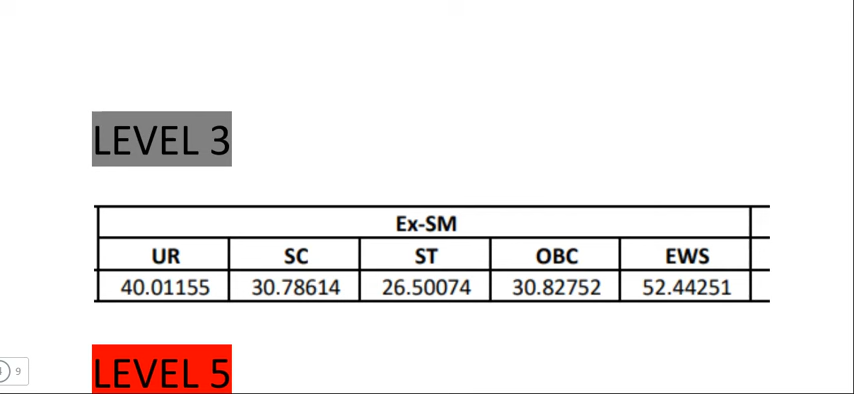 LEVEL 3
Ex-SM
UR SC ST OBC EWS
40.01155 30.78614 26.50074 30.82752 52.44251
LEVEL 5
9